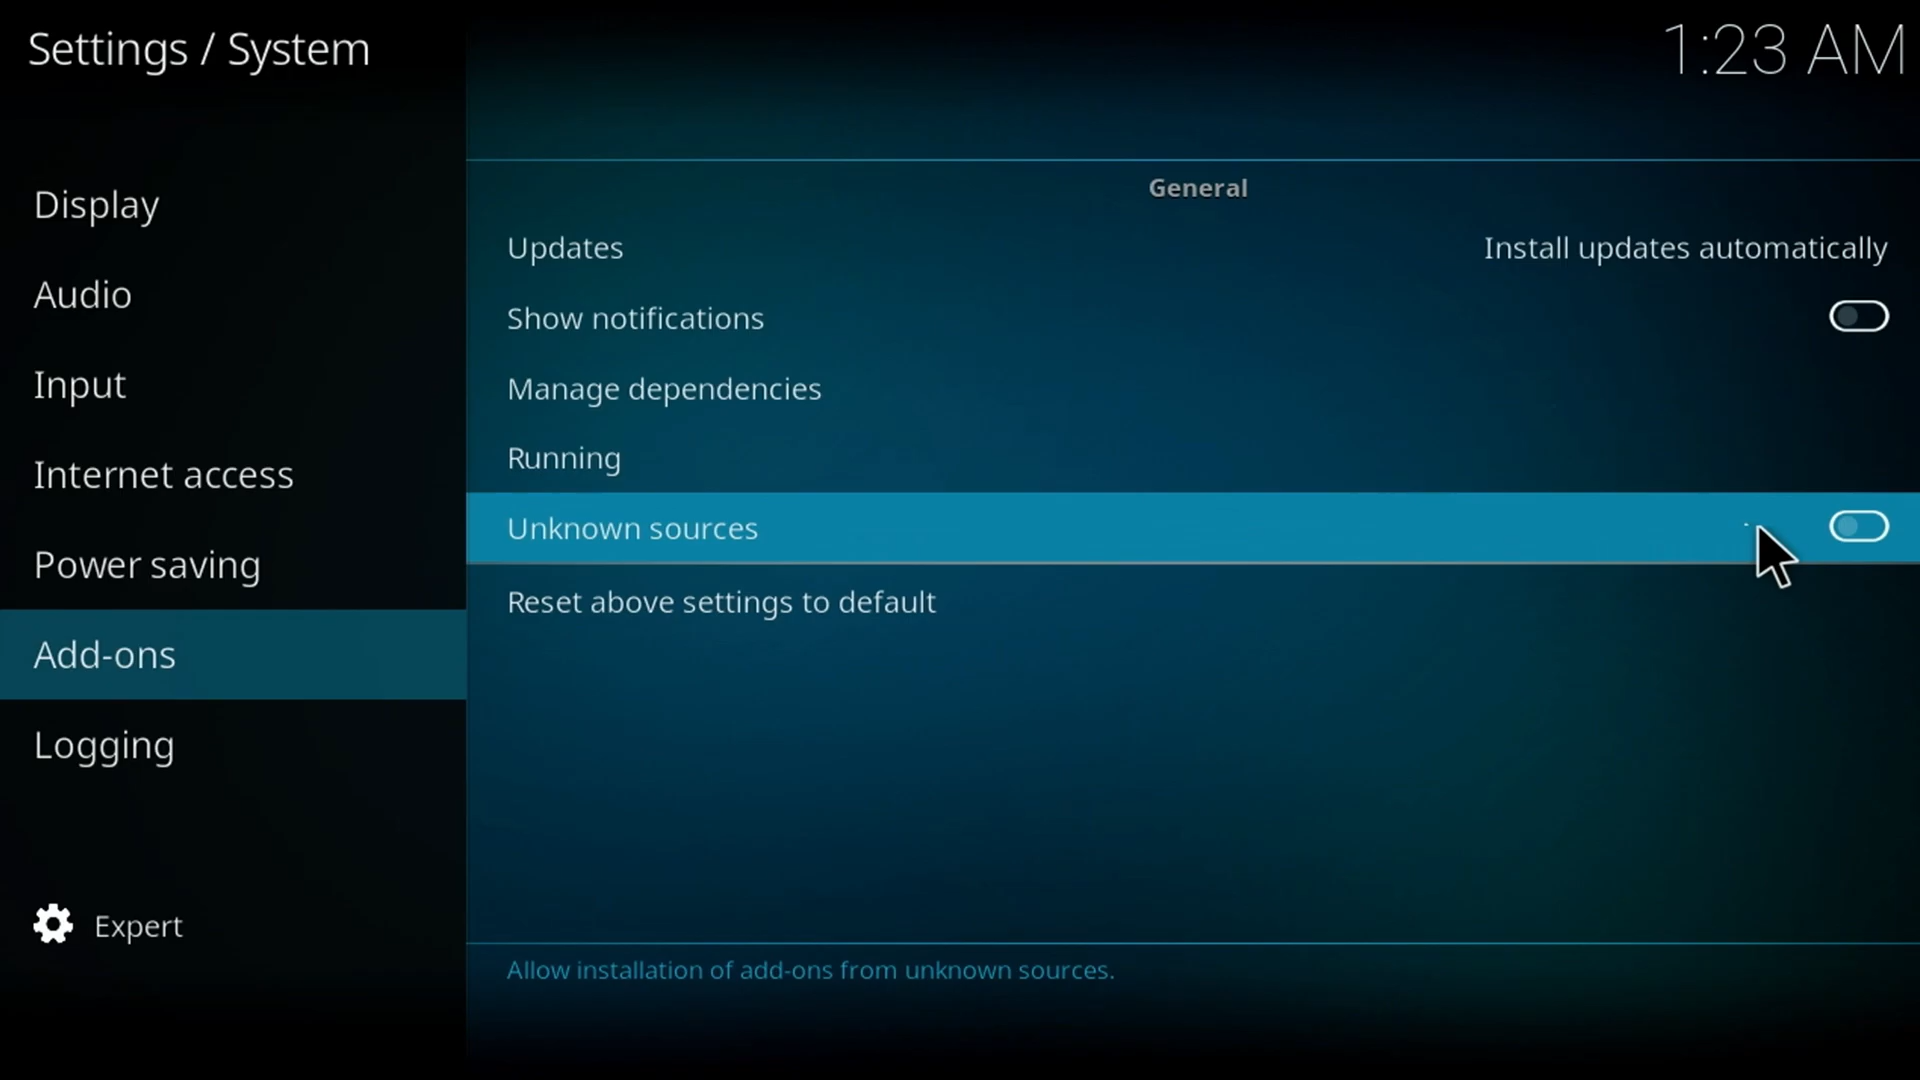 Settings / System
1:23 AM
Display
Audio
Input
Internet access
Power saving
Add-ons
Logging
Expert
General
Updates Install updates automatically
Show notifications
Manage dependencies
Running
Unknown sources
Reset above settings to default
Allow installation of add-ons from unknown sources.